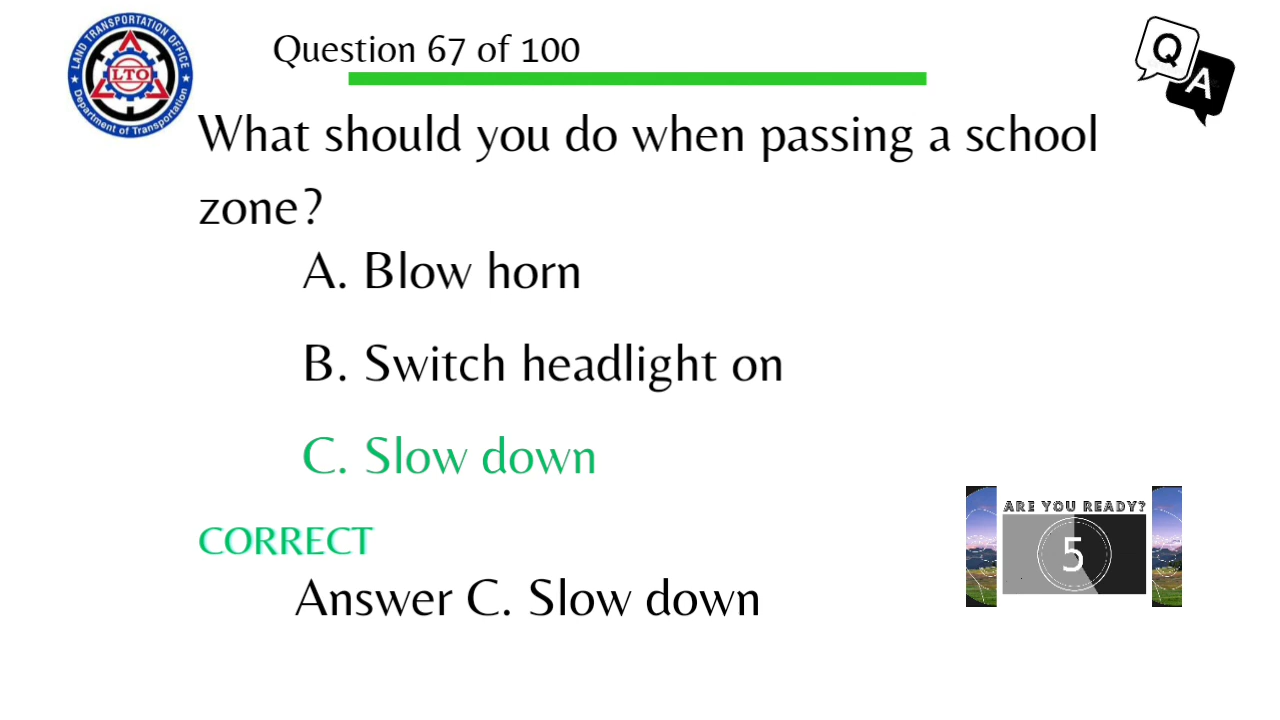 LAND TRANSPORTATION OFFICE
LTO
Department of Transportation
Question 67 of 100
Q
A
What should you do when passing a school
zone?
A. Blow horn
B. Switch headlight on
C. Slow down
CORRECT
Answer C. Slow down
ARE YOU READY?
5